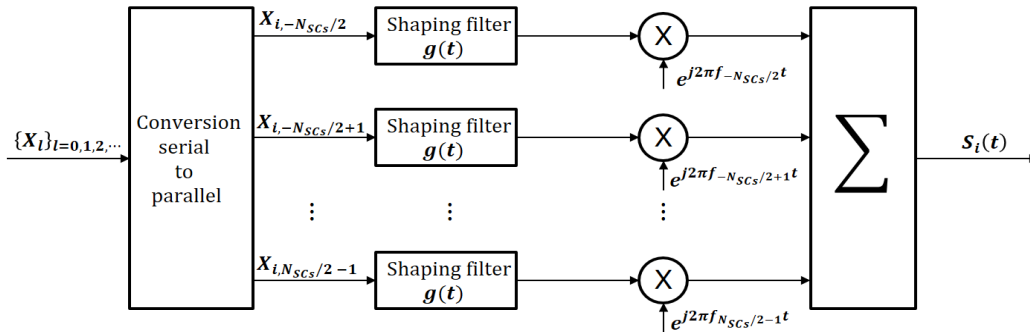 X_{i,-N_{SCs}/2}
Shaping filter
g(t)
X
e^{j2πf_{-N_{SCs}/2}t}
{X_l}_{l=0,1,2,⋯}
Conversion
serial
to
parallel
X_{i,-N_{SCs}/2+1}
Shaping filter
g(t)
X
e^{j2πf_{-N_{SCs}/2+1}t}
⋮
⋮
⋮
X_{i,N_{SCs}/2-1}
Shaping filter
g(t)
X
e^{j2πf_{N_{SCs}/2-1}t}
∑
S_i(t)